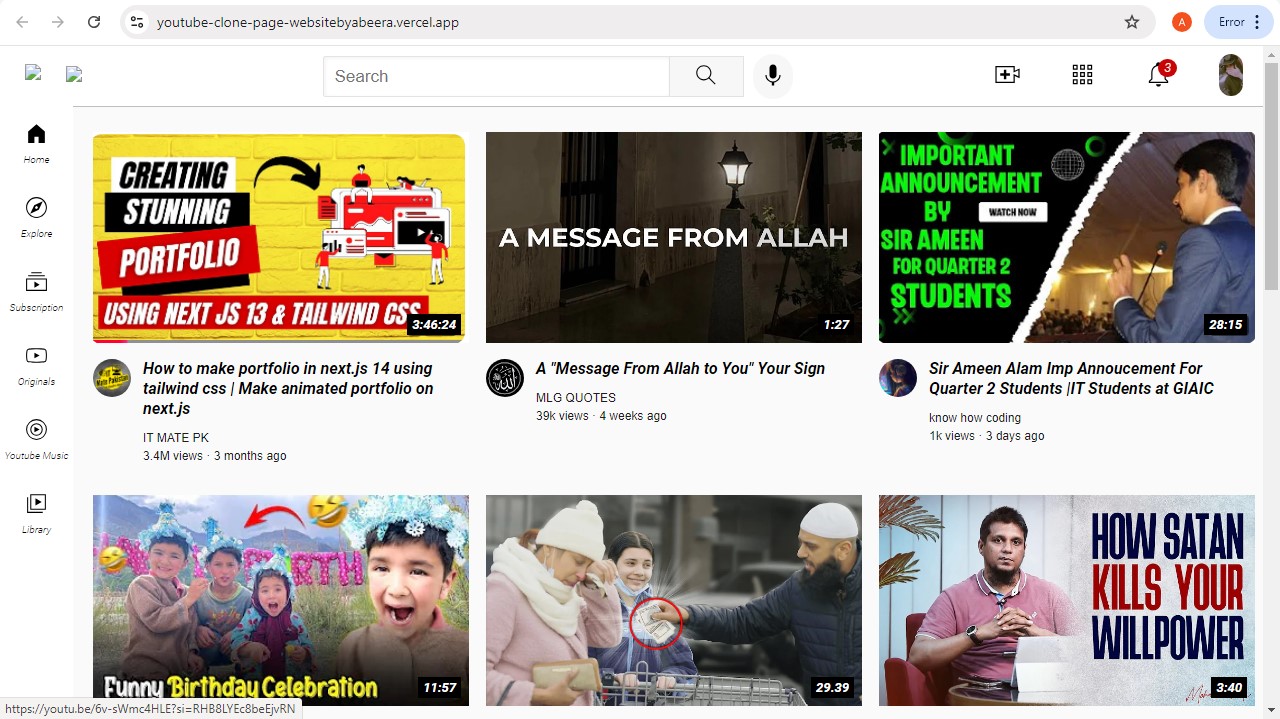 youtube-clone-page-websitebyabeera.vercel.app
A
Error
Search
3
Home
Explore
Subscription
Originals
Youtube Music
Library
CREATING
STUNNING
PORTFOLIO
USING NEXT JS 13 & TAILWIND CSS
3:46:24
How to make portfolio in next.js 14 using
tailwind css | Make animated portfolio on
next.js
IT MATE PK
3.4M views · 3 months ago
A MESSAGE FROM ALLAH
1:27
A "Message From Allah to You" Your Sign
MLG QUOTES
39k views · 4 weeks ago
IMPORTANT
ANNOUNCEMENT
BY
WATCH NOW
SIR AMEEN
FOR QUARTER 2
STUDENTS
28:15
Sir Ameen Alam Imp Annoucement For
Quarter 2 Students |IT Students at GIAIC
know how coding
1k views · 3 days ago
Funny Birthday Celebration
11:57
29.39
HOW SATAN
KILLS YOUR
WILLPOWER
3:40
https://youtube/6v-sWmc4HLE?si=RHB8LYEc8beEjvRN